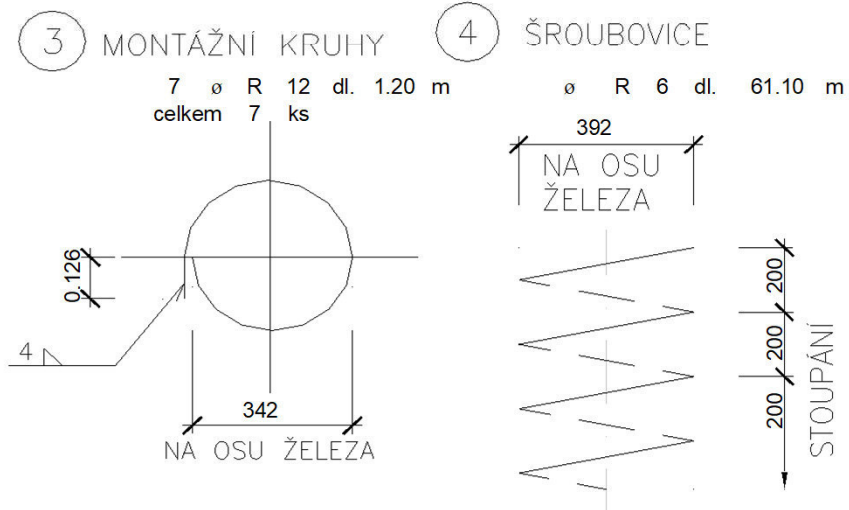 3 MONTÁŽNÍ KRUHY
7 ø R 12 dl. 1.20 m
celkem 7 ks
0.126
4
342
NA OSU ŽELEZA
4 ŠROUBOVICE
ø R 6 dl. 61.10 m
392
NA OSU
ŽELEZA
200
200
200
STOUPÁNÍ